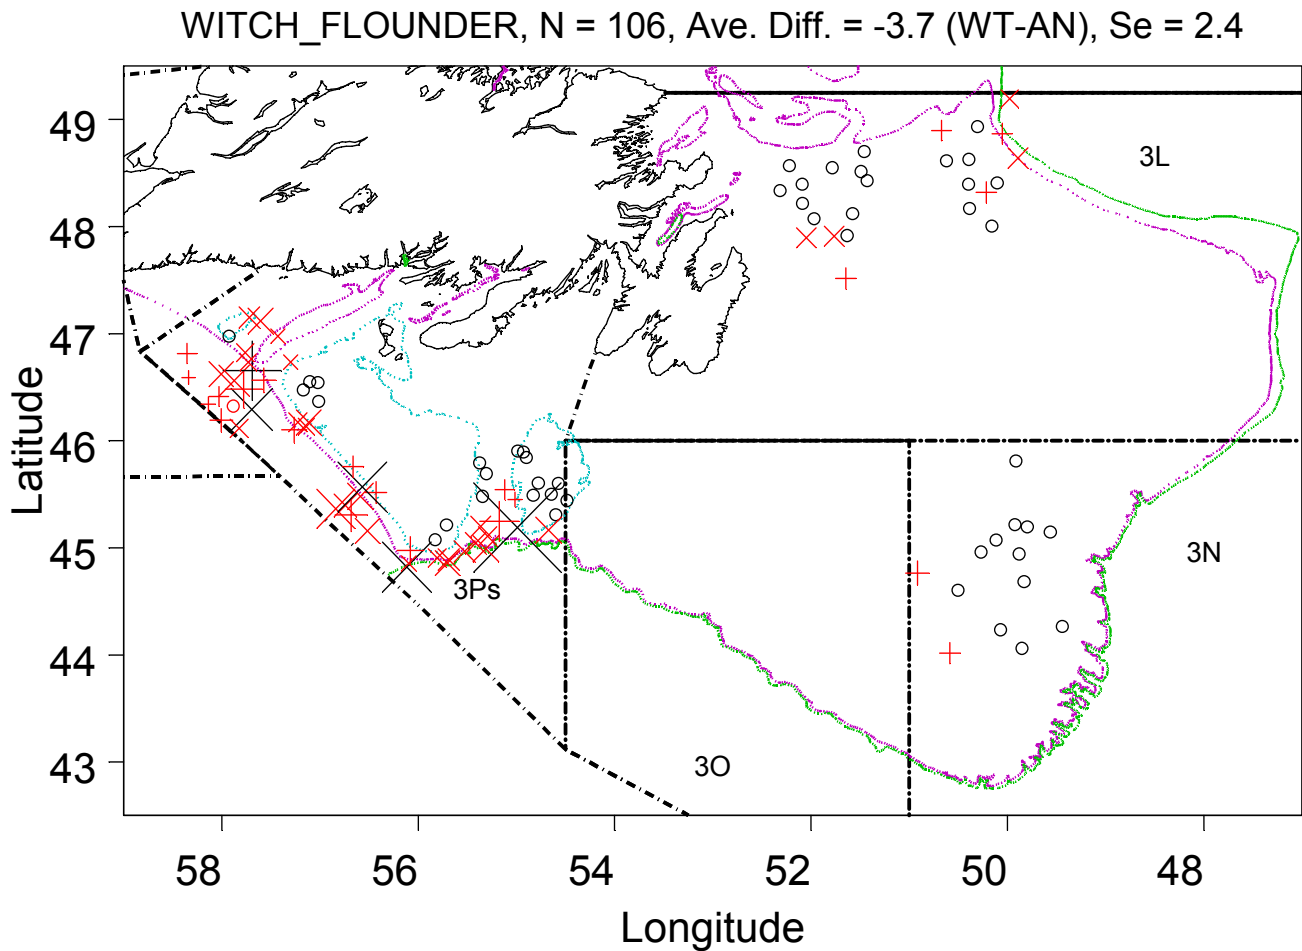 WITCH_FLOUNDER, N = 106, Ave. Diff. = -3.7 (WT-AN), Se = 2.4
49
48
47
46
45
44
43
Latitude
3L
3N
3Ps
3O
58
56
54
52
50
48
Longitude